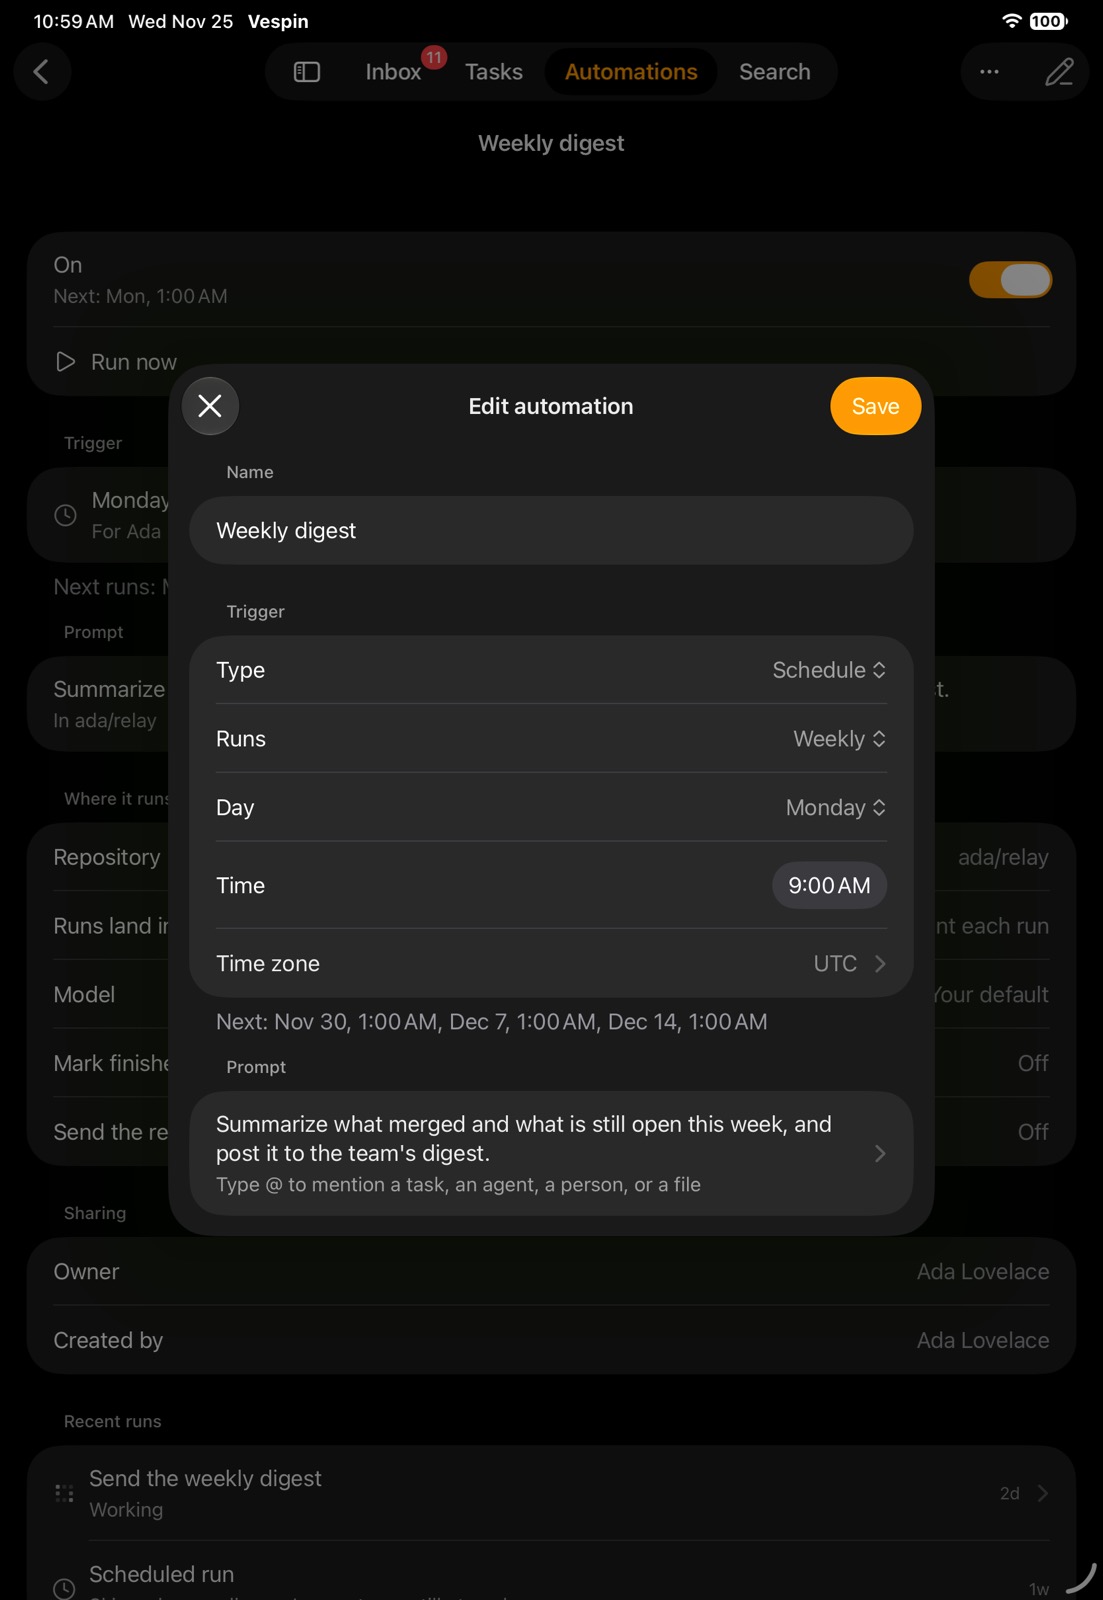 10:59 AM Wed Nov 25 Vespin
100
Inbox 11 Tasks Automations Search
Weekly digest
On
Next: Mon, 1:00 AM
Run now
Edit automation
Save
Trigger
Name
Monday
For Ada
Weekly digest
Next runs:
Trigger
Prompt
Summarize
In ada/relay
Type
Schedule
Runs
Weekly
Where it runs
Day
Monday
Repository
ada/relay
Time
9:00 AM
Runs land in
each run
Time zone
UTC
Model
Your default
Next: Nov 30, 1:00 AM, Dec 7, 1:00 AM, Dec 14, 1:00 AM
Mark
Off
Prompt
Summarize what merged and what is still open this week, and
post it to the team's digest.
Type @ to mention a task, an agent, a person, or a file
Send the
Off
Sharing
Owner
Ada Lovelace
Created by
Ada Lovelace
Recent runs
Send the weekly digest
Working
2d
Scheduled run
1w